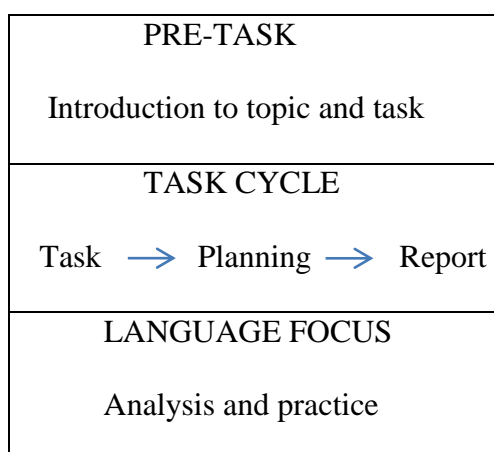 PRE-TASK
Introduction to topic and task
TASK CYCLE
Task Planning Report
LANGUAGE FOCUS
Analysis and practice